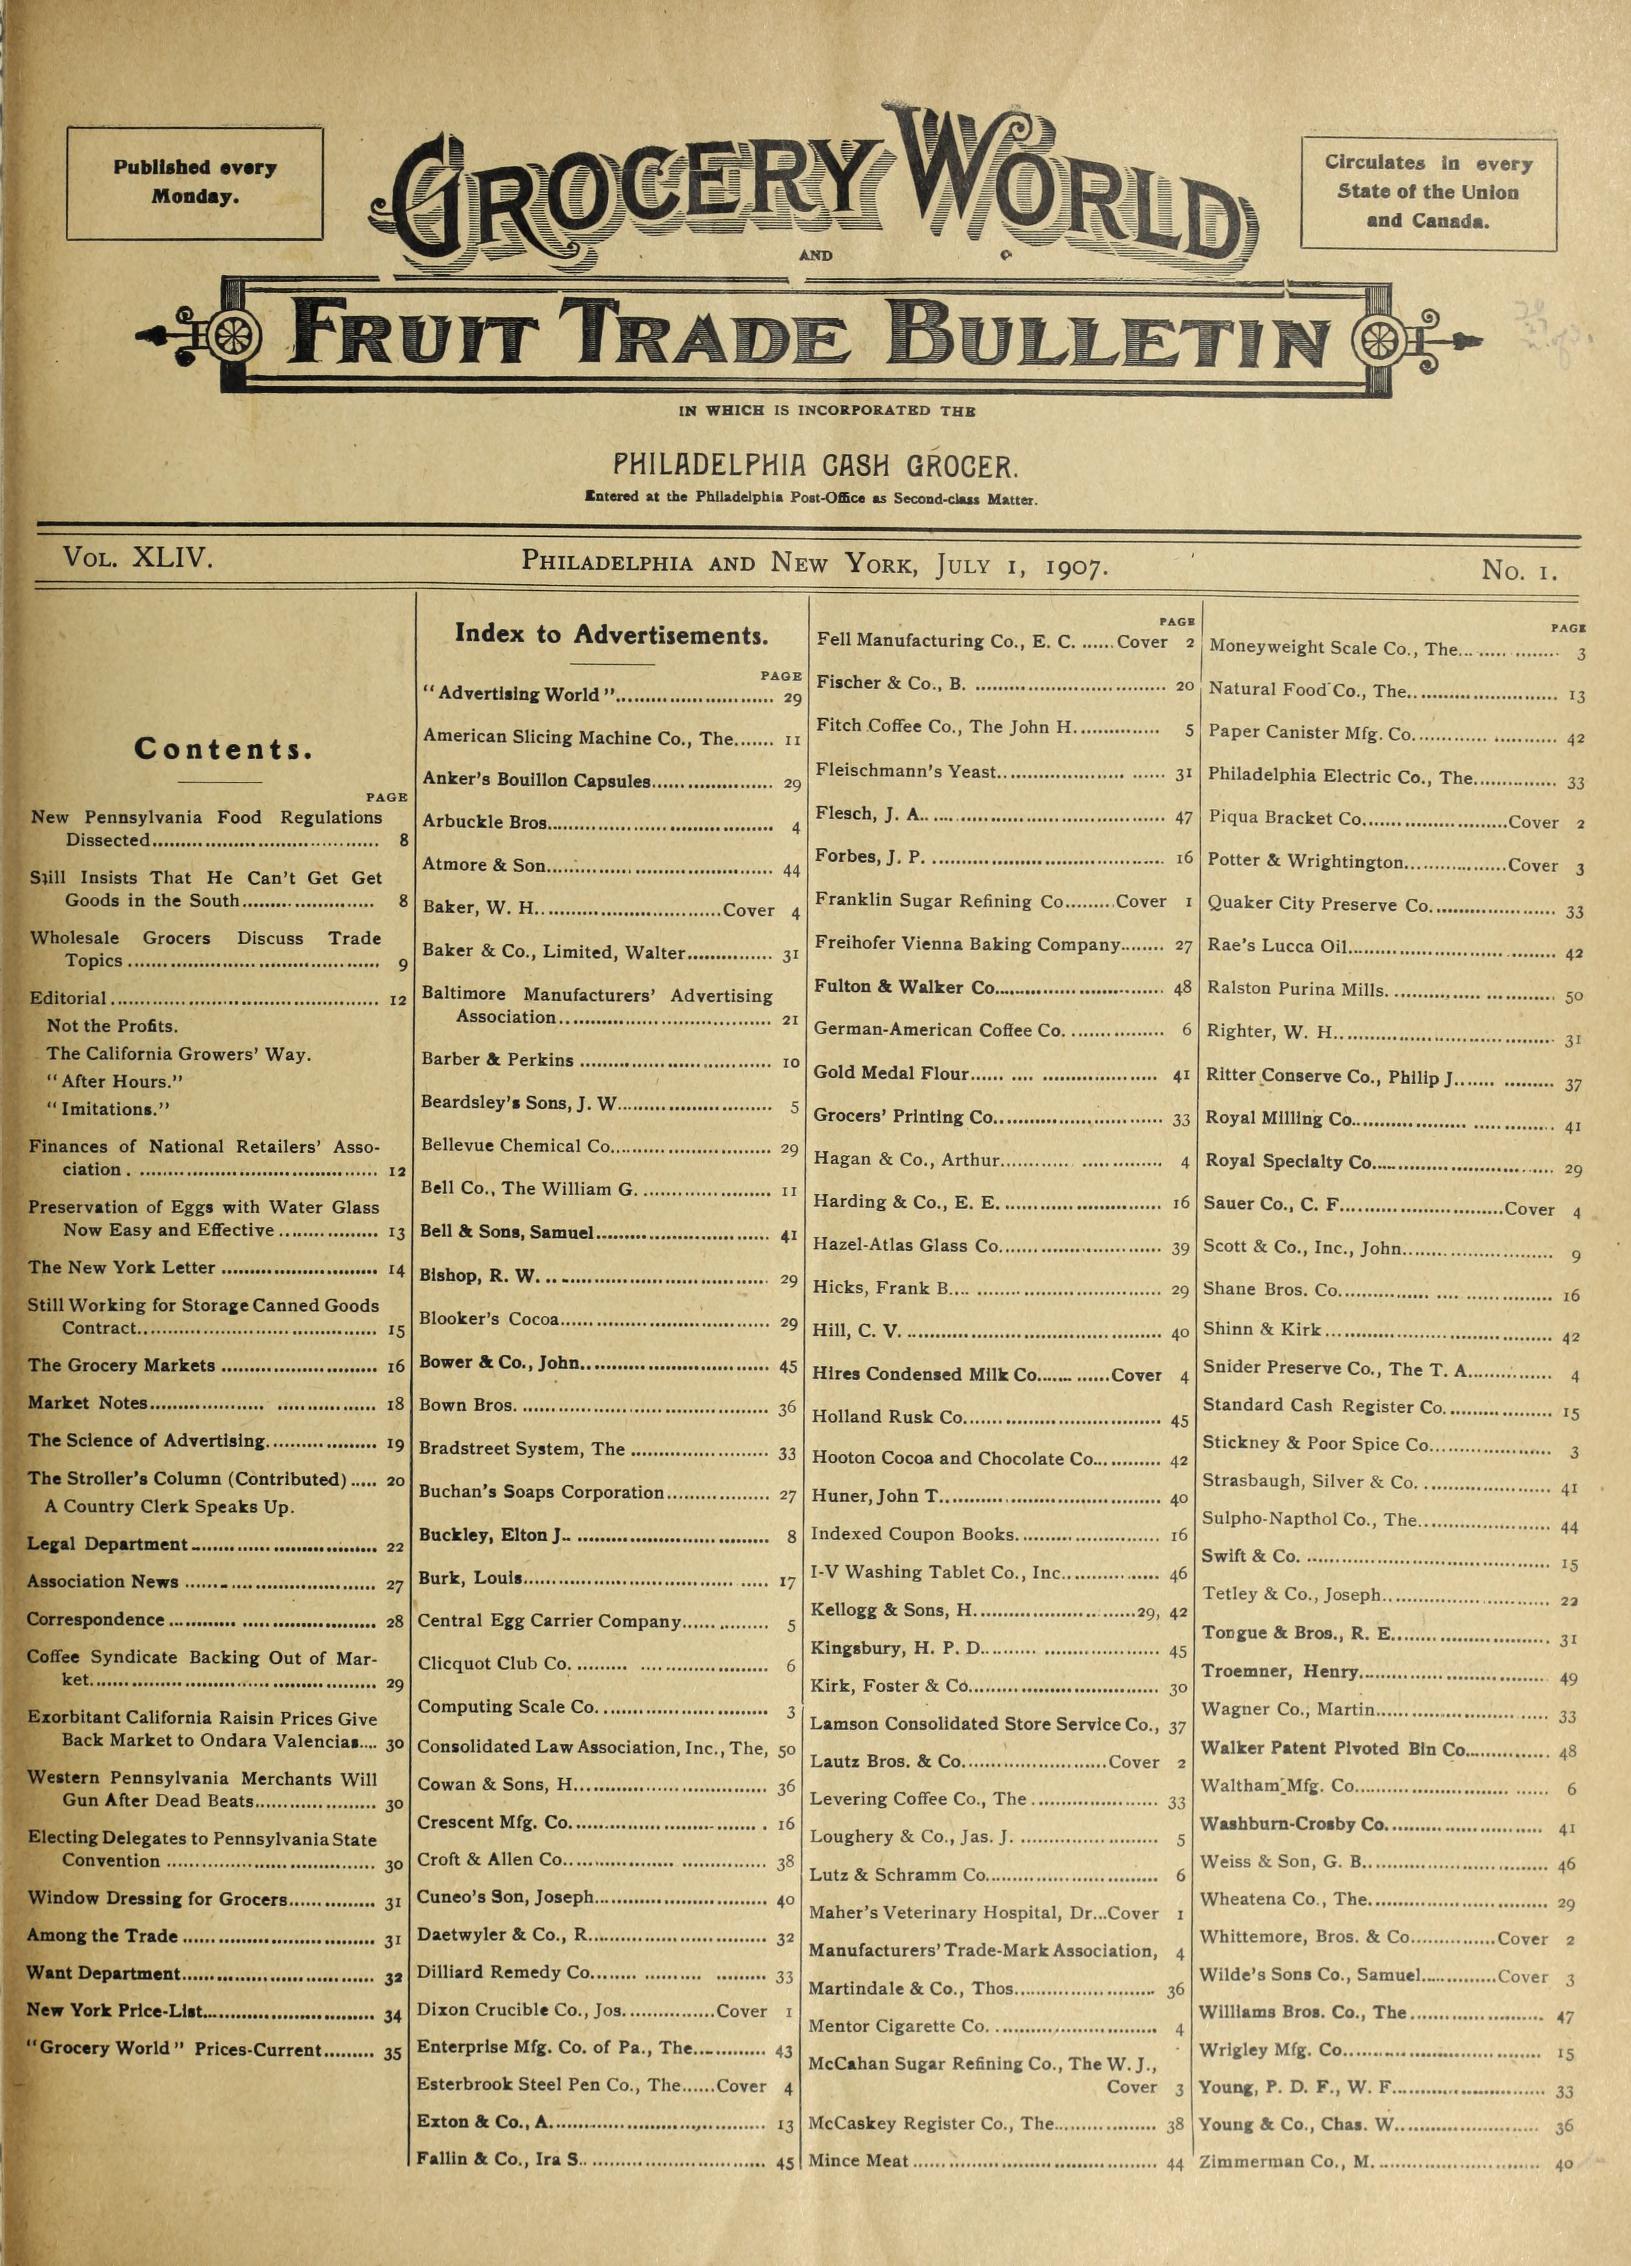 Published every
Monday.
GROCERY WORLD
Circulates in every
State of the Union
and Canada.
AND
FRUIT TRADE BULLETIN
IN WHICH IS INCORPORATED THE
PHILADELPHIA CASH GROCER.
Entered at the Philadelphia Post-Office as Second-class Matter.
VOL. XLIV.
PHILADELPHIA AND NEW YORK, JULY 1, 1907.
No. 1.
Contents.
PAGE
New Pennsylvania Food Regulations
Dissected 8
Still Insists That He Can't Get Get
Goods in the South 8
Wholesale Grocers Discuss Trade
Topics 9
Editorial 12
Not the Profits.
The California Growers' Way.
"After Hours."
"Imitations."
Finances of National Retailers' Asso-
ciation 12
Preservation of Eggs with Water Glass
Now Easy and Effective 13
The New York Letter 14
Still Working for Storage Canned Goods
Contract 15
The Grocery Markets 16
Market Notes 18
The Science of Advertising 19
The Stroller's Column (Contributed) 20
A Country Clerk Speaks Up.
Legal Department 22
Association News 27
Correspondence 28
Coffee Syndicate Backing Out of Mar-
ket 29
Exorbitant California Raisin Prices Give
Back Market to Ondara Valencias 30
Western Pennsylvania Merchants Will
Gun After Dead Beats 30
Electing Delegates to Pennsylvania State
Convention 30
Window Dressing for Grocers 31
Among the Trade 31
Want Department 32
New York Price-List 34
"Grocery World" Prices-Current 35
Index to Advertisements.
PAGE
"Advertising World" 29
American Slicing Machine Co., The 11
Anker's Bouillon Capsules 29
Arbuckle Bros. 4
Atmore & Son 44
Baker, W. H. Cover 4
Baker & Co., Limited, Walter 31
Baltimore Manufacturers' Advertising
Association 21
Barber & Perkins 10
Beardsley's Sons, J. W. 5
Bellevue Chemical Co. 29
Bell Co., The William G. 11
Bell & Sons, Samuel 41
Bishop, R. W. 29
Blooker's Cocoa 29
Bower & Co., John 45
Bown Bros. 36
Bradstreet System, The 33
Buchan's Soaps Corporation 27
Buckley, Elton J. 8
Burk, Louis 17
Central Egg Carrier Company 5
Clicquot Club Co. 6
Computing Scale Co. 3
Consolidated Law Association, Inc., The, 50
Cowan & Sons, H. 36
Crescent Mfg. Co. 16
Croft & Allen Co. 38
Cuneo's Son, Joseph 40
Daetwyler & Co., R. 32
Dilliard Remedy Co. 33
Dixon Crucible Co., Jos. Cover 1
Enterprise Mfg. Co. of Pa., The 43
Esterbrook Steel Pen Co., The Cover 4
Exton & Co., A. 13
Fallin & Co., Ira S. 45
PAGE
Fell Manufacturing Co., E. C. Cover 2
Fischer & Co., B. 20
Fitch Coffee Co., The John H. 5
Fleischmann's Yeast 31
Flesch, J. A. 47
Forbes, J. P. 16
Franklin Sugar Refining Co. Cover 1
Freihofer Vienna Baking Company 27
Fulton & Walker Co. 48
German-American Coffee Co. 6
Gold Medal Flour 41
Grocers' Printing Co. 33
Hagan & Co., Arthur 4
Harding & Co., E. E. 16
Hazel-Atlas Glass Co. 39
Hicks, Frank B. 29
Hill, C. V. 40
Hires Condensed Milk Co. Cover 4
Holland Rusk Co. 45
Hooton Cocoa and Chocolate Co. 42
Huner, John T. 40
Indexed Coupon Books 16
I-V Washing Tablet Co., Inc. 46
Kellogg & Sons, H. 29, 42
Kingsbury, H. P. D. 45
Kirk, Foster & Co. 30
Lamson Consolidated Store Service Co., 37
Lautz Bros. & Co. Cover 2
Levering Coffee Co., The 33
Loughery & Co., Jas. J. 5
Lutz & Schramm Co. 6
Maher's Veterinary Hospital, Dr. Cover 1
Manufacturers' Trade-Mark Association, 4
Martindale & Co., Thos. 36
Mentor Cigarette Co. 4
McCahan Sugar Refining Co., The W. J.,
Cover 3
McCaskey Register Co., The 38
Mince Meat 44
PAGE
Moneyweight Scale Co., The 3
Natural Food Co., The 13
Paper Canister Mfg. Co. 42
Philadelphia Electric Co., The 33
Piqua Bracket Co. Cover 2
Potter & Wrightington Cover 3
Quaker City Preserve Co. 33
Rae's Lucca Oil 42
Ralston Purina Mills 50
Righter, W. H. 31
Ritter Conserve Co., Philip J. 37
Royal Milling Co. 41
Royal Specialty Co. 29
Sauer Co., C. F. Cover 4
Scott & Co., Inc., John 9
Shane Bros. Co. 16
Shinn & Kirk 42
Snider Preserve Co., The T. A. 4
Standard Cash Register Co. 15
Stickney & Poor Spice Co. 3
Strasbaugh, Silver & Co. 41
Sulpho-Napthol Co., The 44
Swift & Co. 15
Tetley & Co., Joseph 22
Tongue & Bros., R. E. 31
Troemner, Henry 49
Wagner Co., Martin 33
Walker Patent Pivoted Bin Co. 48
Waltham Mfg. Co. 6
Washburn-Crosby Co. 41
Weiss & Son, G. B. 46
Wheatena Co., The 29
Whittemore, Bros. & Co. Cover 2
Wilde's Sons Co., Samuel Cover 3
Williams Bros. Co., The 47
Wrigley Mfg. Co. 15
Young, P. D. F., W. F. 33
Young & Co., Chas. W. 36
Zimmerman Co., M. 40